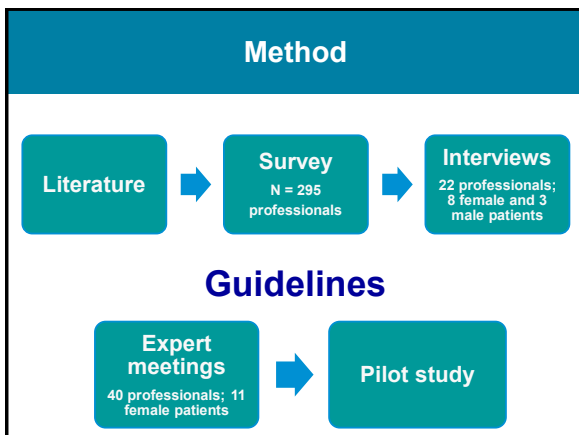 Method
Literature
Survey
N = 295
professionals
Interviews
22 professionals;
8 female and 3
male patients
Guidelines
Expert
meetings
40 professionals; 11
female patients
Pilot study